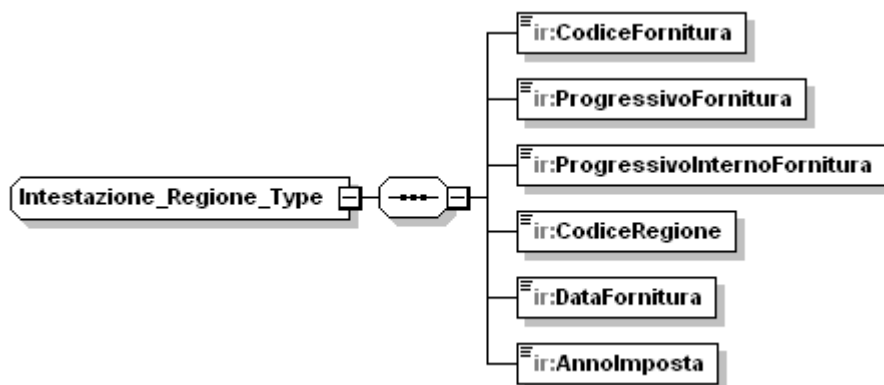 ir:CodiceFornitura
ir:ProgressivoFornitura
ir:ProgressivoInternoFornitura
Intestazione_Regione_Type
ir:CodiceRegione
ir:DataFornitura
ir:AnnoImposta